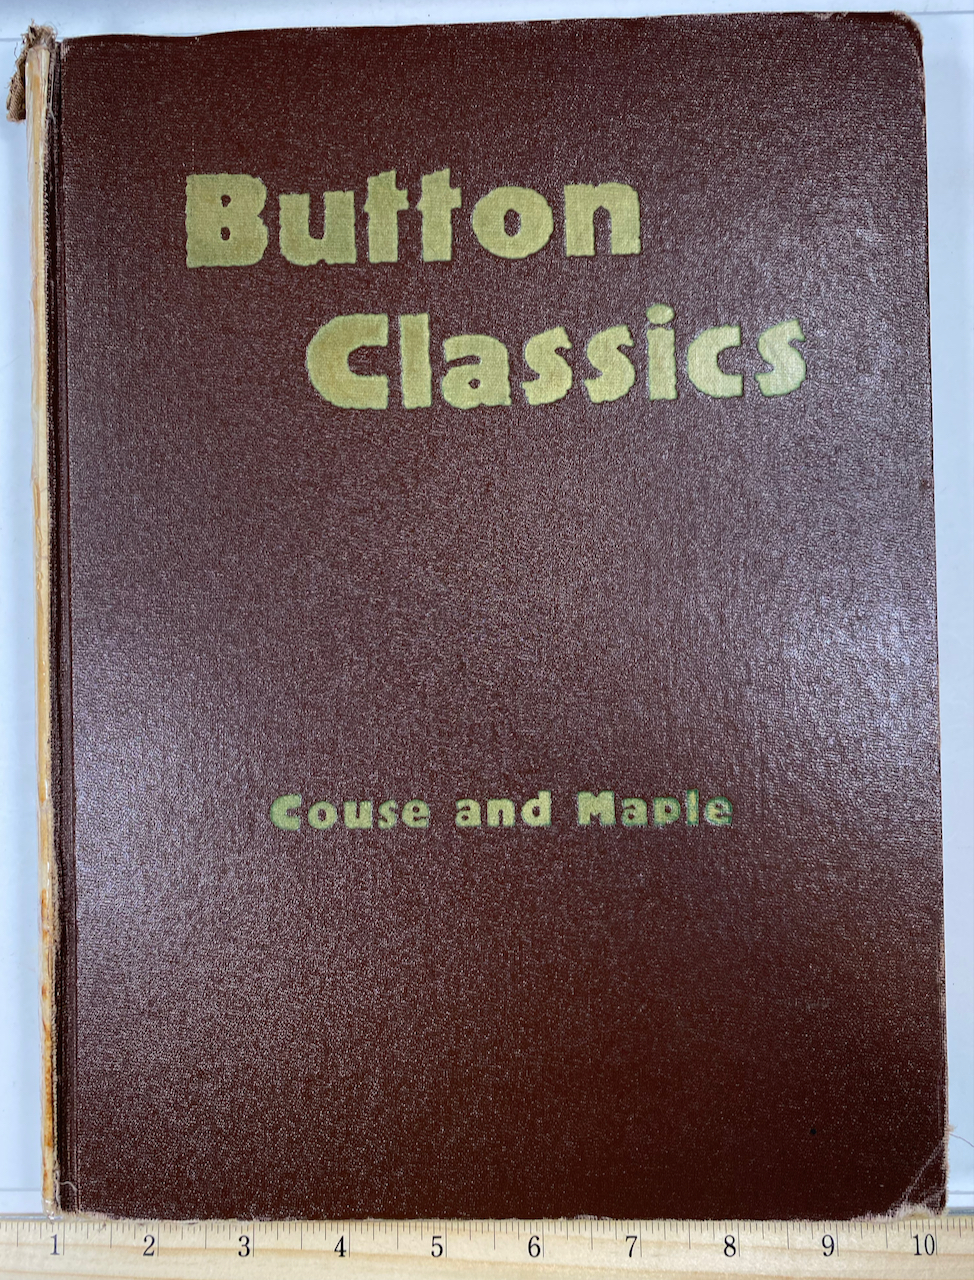 Button
Classics
Couse and Maple
1 2 3 4 5 6 7 8 9 10